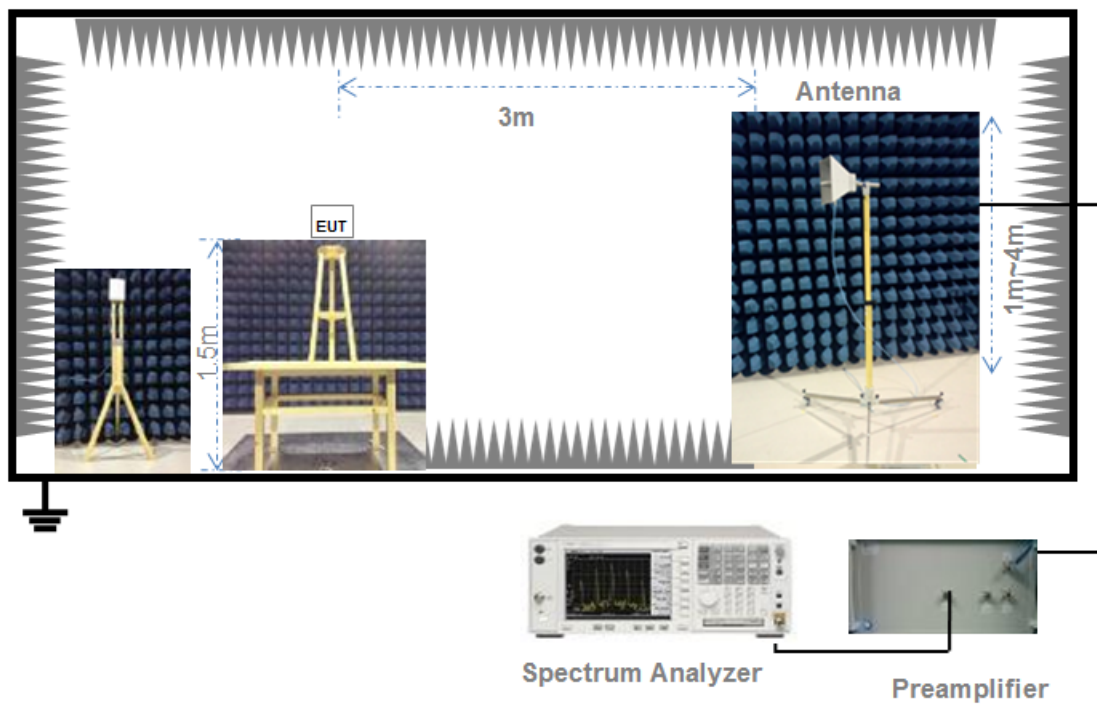 Antenna
3m
EUT
1.5m
1m~4m
Spectrum Analyzer
Preamplifier